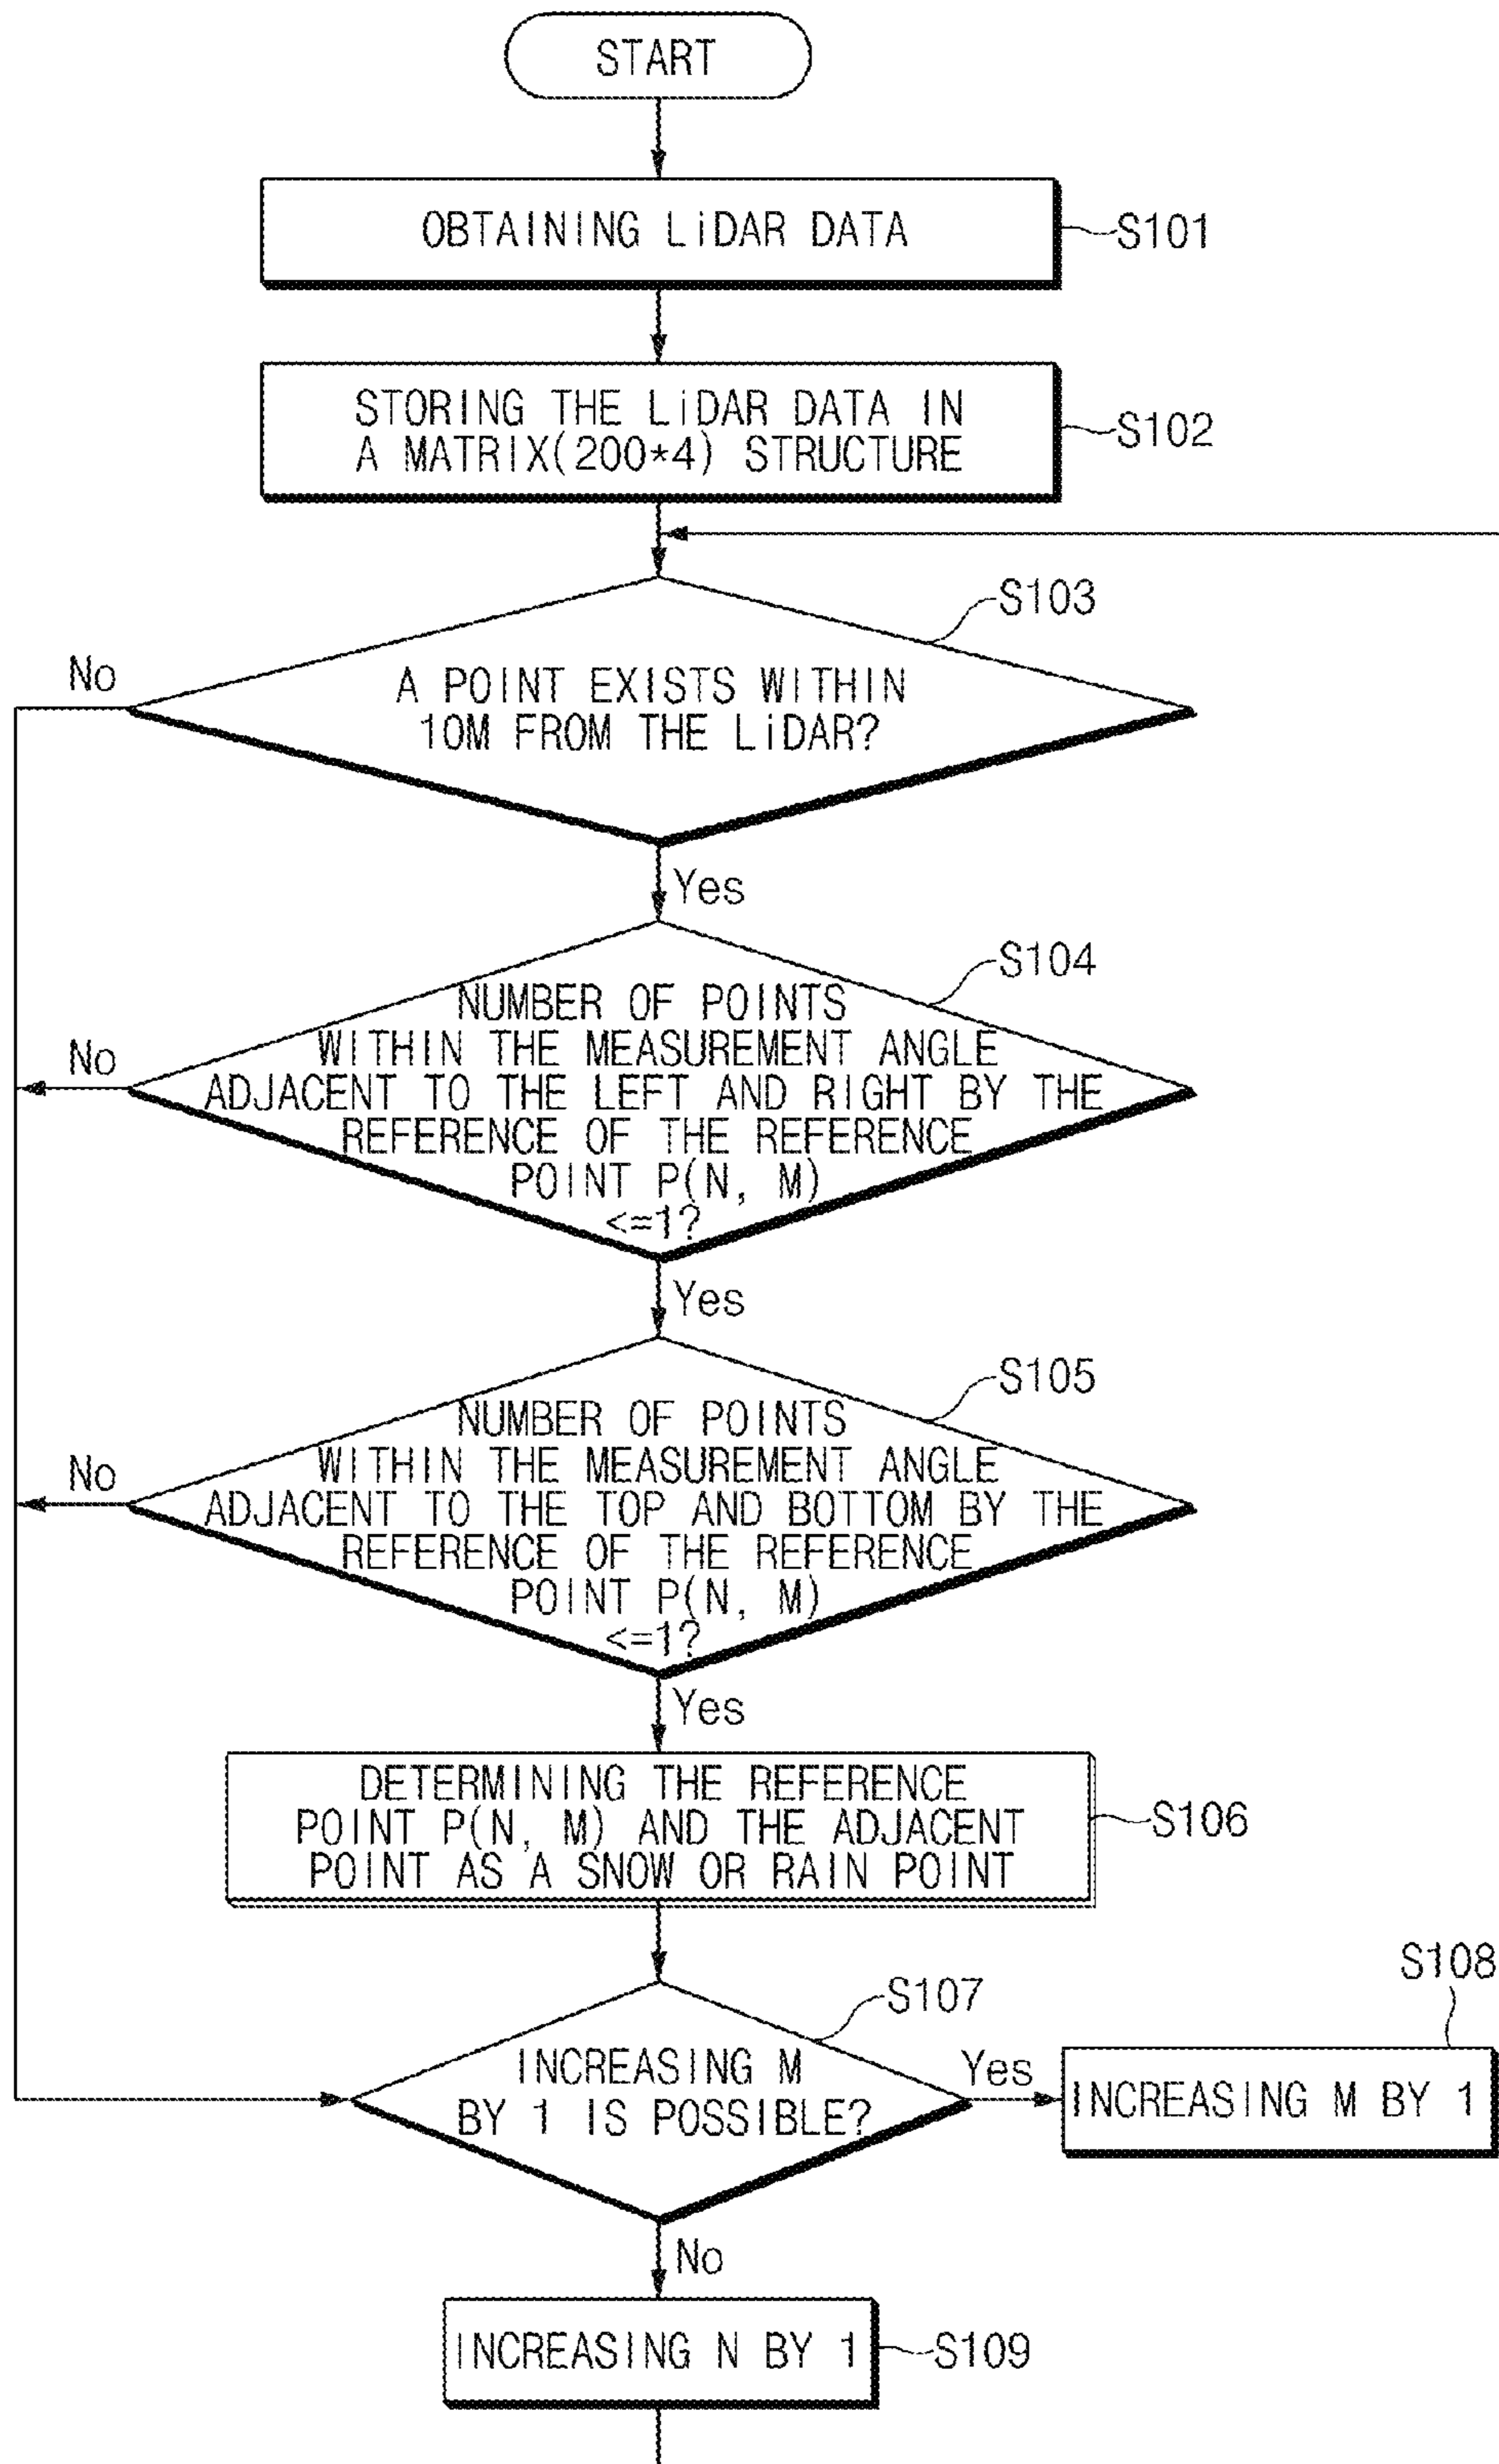 START
OBTAINING LiDAR DATA
S101
STORING THE LiDAR DATA IN
A MATRIX(200*4) STRUCTURE
S102
S103
No
A POINT EXISTS WITHIN
10M FROM THE LiDAR?
Yes
S104
NUMBER OF POINTS
WITHIN THE MEASUREMENT ANGLE
No
ADJACENT TO THE LEFT AND RIGHT BY THE
REFERENCE OF THE REFERENCE
POINT P(N, M)
<=1?
Yes
S105
NUMBER OF POINTS
WITHIN THE MEASUREMENT ANGLE
No
ADJACENT TO THE TOP AND BOTTOM BY THE
REFERENCE OF THE REFERENCE
POINT P(N, M)
<=1?
Yes
DETERMINING THE REFERENCE
POINT P(N, M) AND THE ADJACENT
POINT AS A SNOW OR RAIN POINT
S106
S107
S108
INCREASING M
BY 1 IS POSSIBLE?
Yes
INCREASING M BY 1
No
INCREASING N BY 1
S109